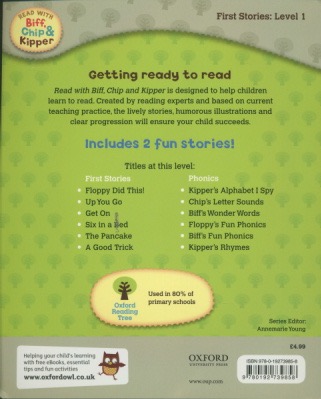 READ WITH
Biff,
Chip &
Kipper
First Stories: Level 1
Getting ready to read
Read with Biff, Chip and Kipper is designed to help children
learn to read. Created by reading experts and based on current
teaching practice, the lively stories, humorous illustrations and
clear progression will ensure your child succeeds.
Includes 2 fun stories!
Titles at this level:
First Stories
• Floppy Did This!
• Up You Go
• Get On
• Six in a Bed
• The Pancake
• A Good Trick
Phonics
• Kipper's Alphabet I Spy
• Chip's Letter Sounds
• Biff's Wonder Words
• Floppy's Fun Phonics
• Biff's Fun Phonics
• Kipper's Rhymes
Oxford
Reading
Tree
Used in 80% of
primary schools
Series Editor:
Annemarie Young
£4.99
Helping your child's learning
with free eBooks, essential
tips and fun activities
www.oxfordowl.co.uk
OXFORD
UNIVERSITY PRESS
www.oup.com
ISBN 978-0-19273985-8
9780192739858